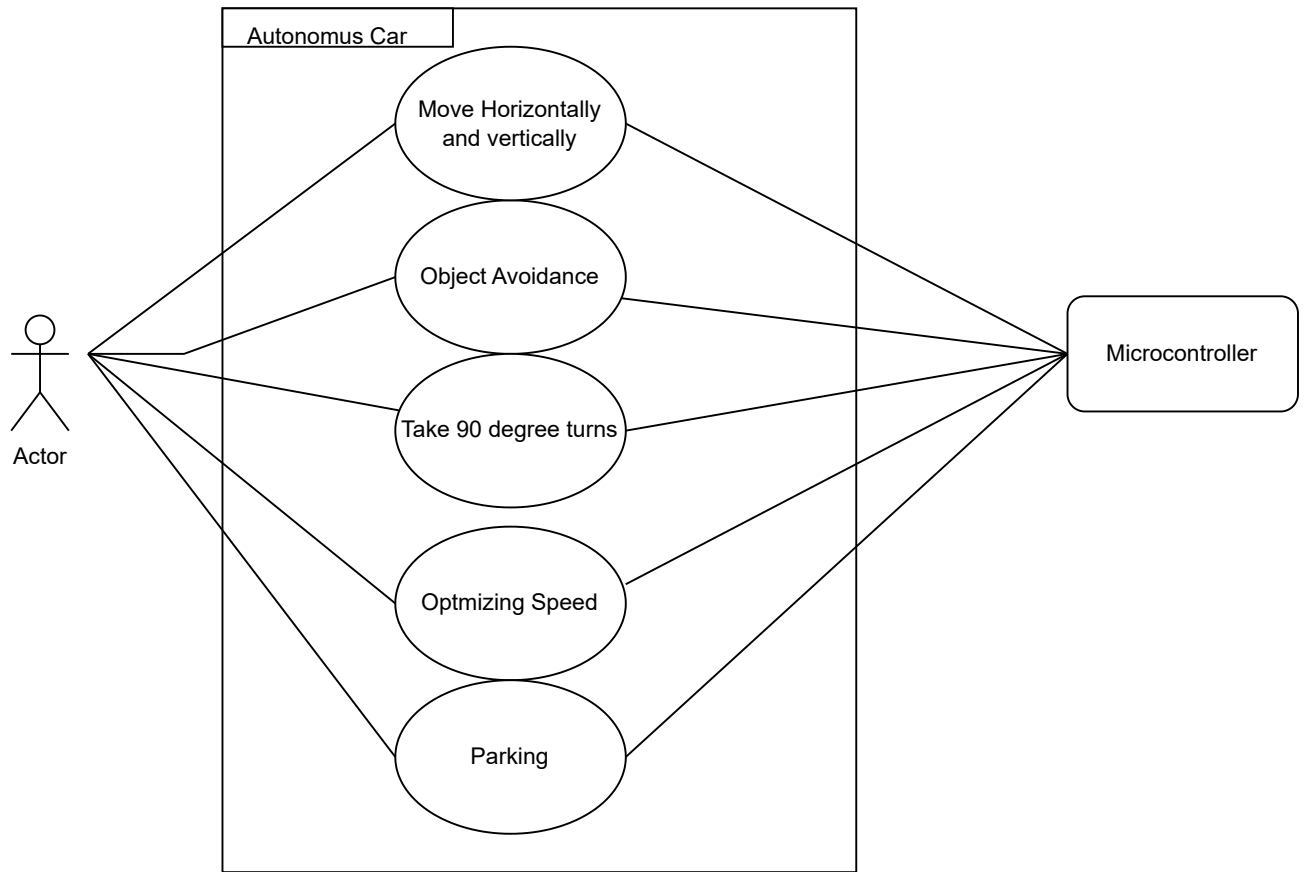 Autonomus Car
Move Horizontally
and vertically
Object Avoidance
Take 90 degree turns
Optmizing Speed
Parking
Actor
Microcontroller